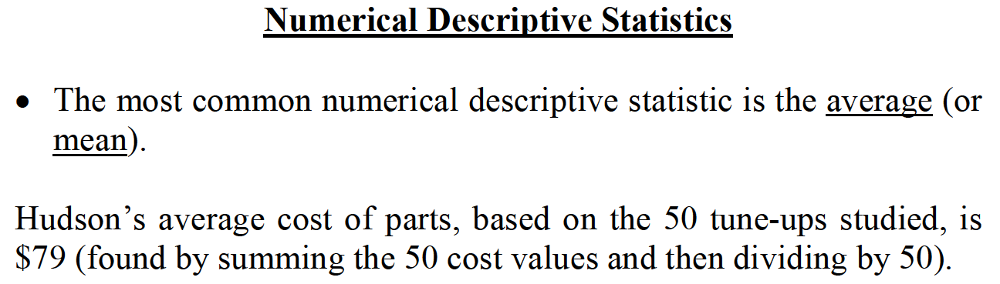 Numerical Descriptive Statistics
• The most common numerical descriptive statistic is the average (or
mean).
Hudson’s average cost of parts, based on the 50 tune-ups studied, is
$79 (found by summing the 50 cost values and then dividing by 50).